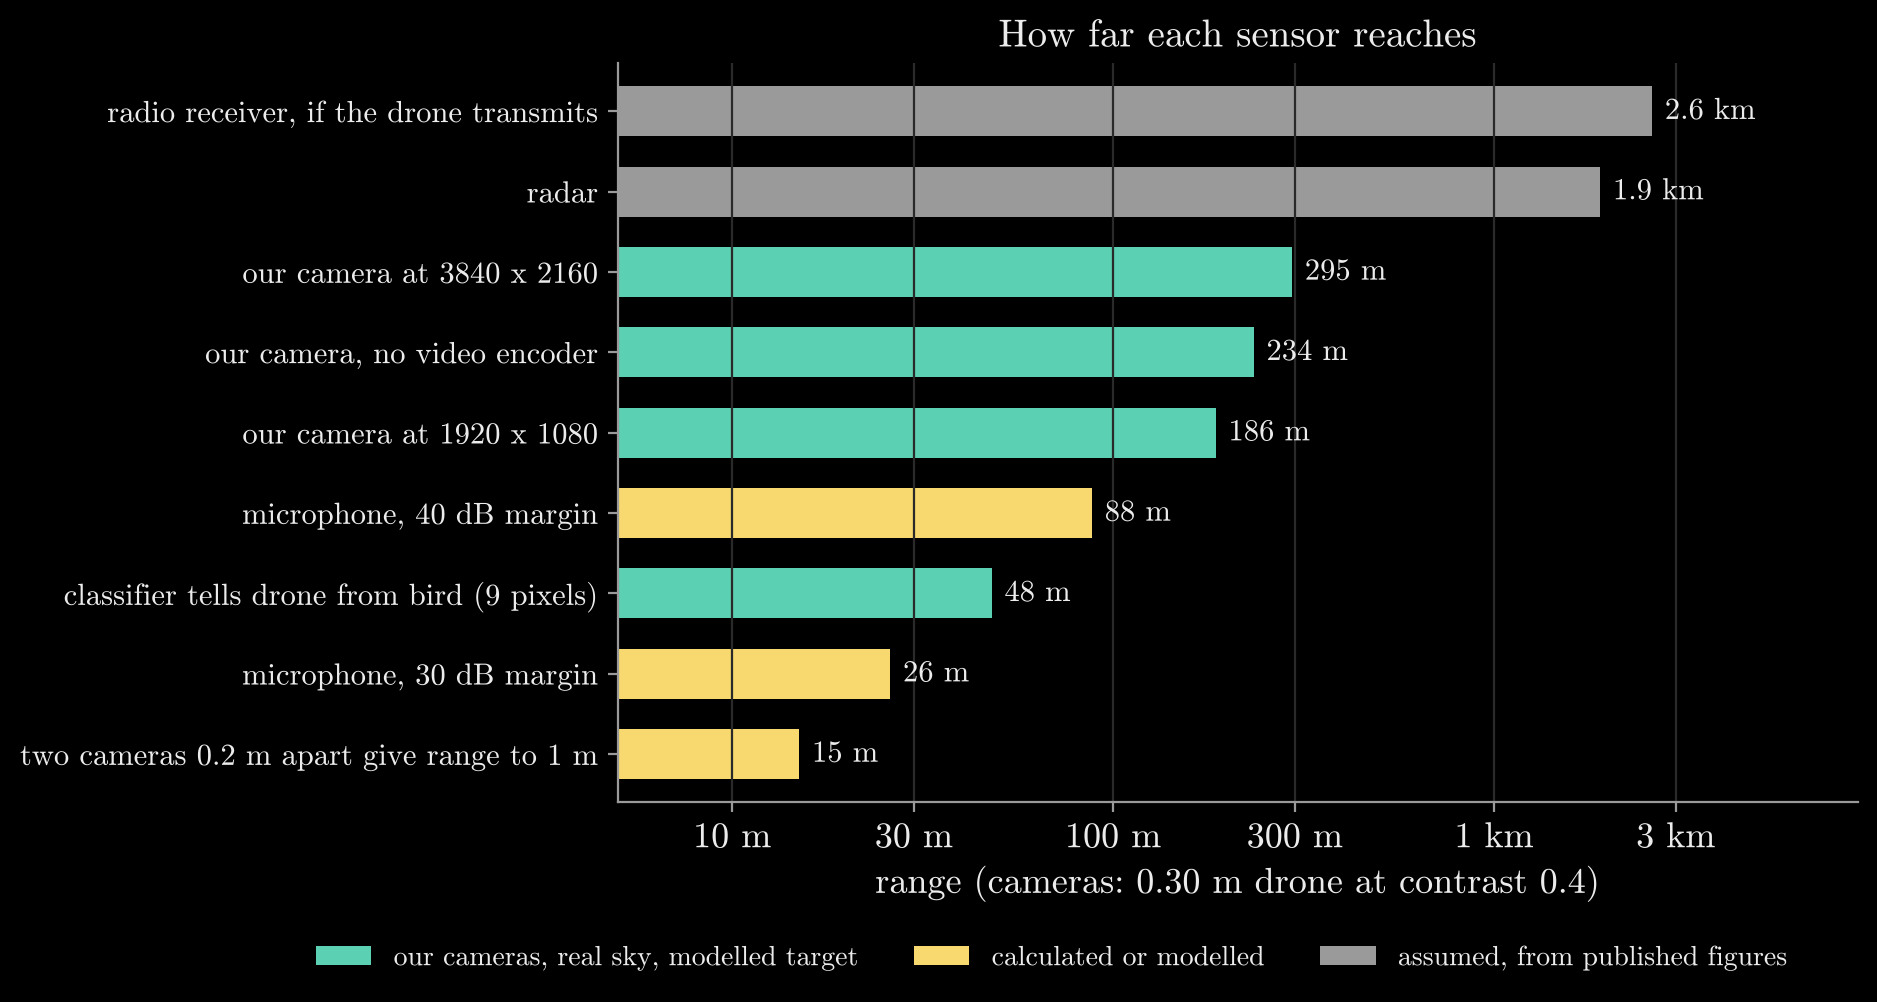 How far each sensor reaches
radio receiver, if the drone transmits
2.6 km
radar
1.9 km
our camera at 3840 x 2160
295 m
our camera, no video encoder
234 m
our camera at 1920 x 1080
186 m
microphone, 40 dB margin
88 m
classifier tells drone from bird (9 pixels)
48 m
microphone, 30 dB margin
26 m
two cameras 0.2 m apart give range to 1 m
15 m
10 m 30 m 100 m 300 m 1 km 3 km
range (cameras: 0.30 m drone at contrast 0.4)
our cameras, real sky, modelled target calculated or modelled assumed, from published figures